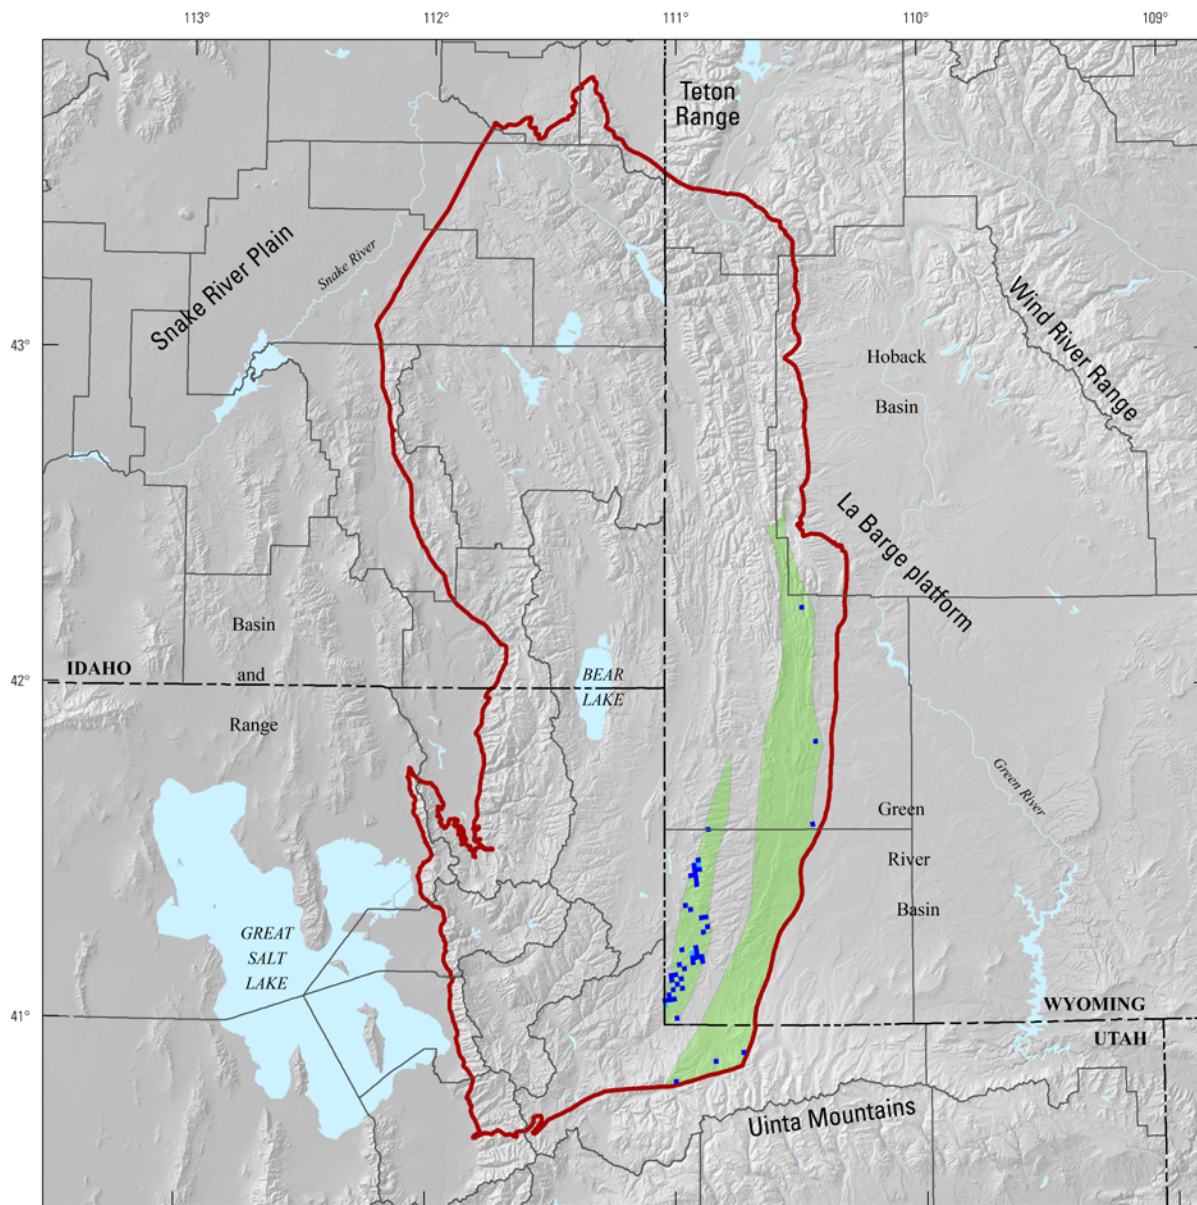 113°
112°
111°
110°
109°
Teton
Range
Snake River Plain
Snake River
Wind River Range
43°
Hoback
Basin
La Barge platform
Basin
and
Range
IDAHO
42°
BEAR
LAKE
Green River
Green
River
Basin
GREAT
SALT
LAKE
41°
WYOMING
UTAH
Uinta Mountains